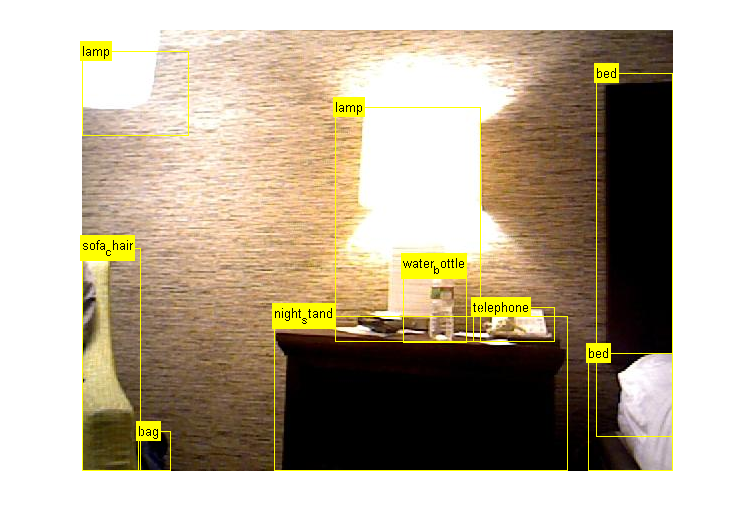 lamp
bed
lamp
sofa_chair
water_bottle
telephone
night_stand
bed
bag